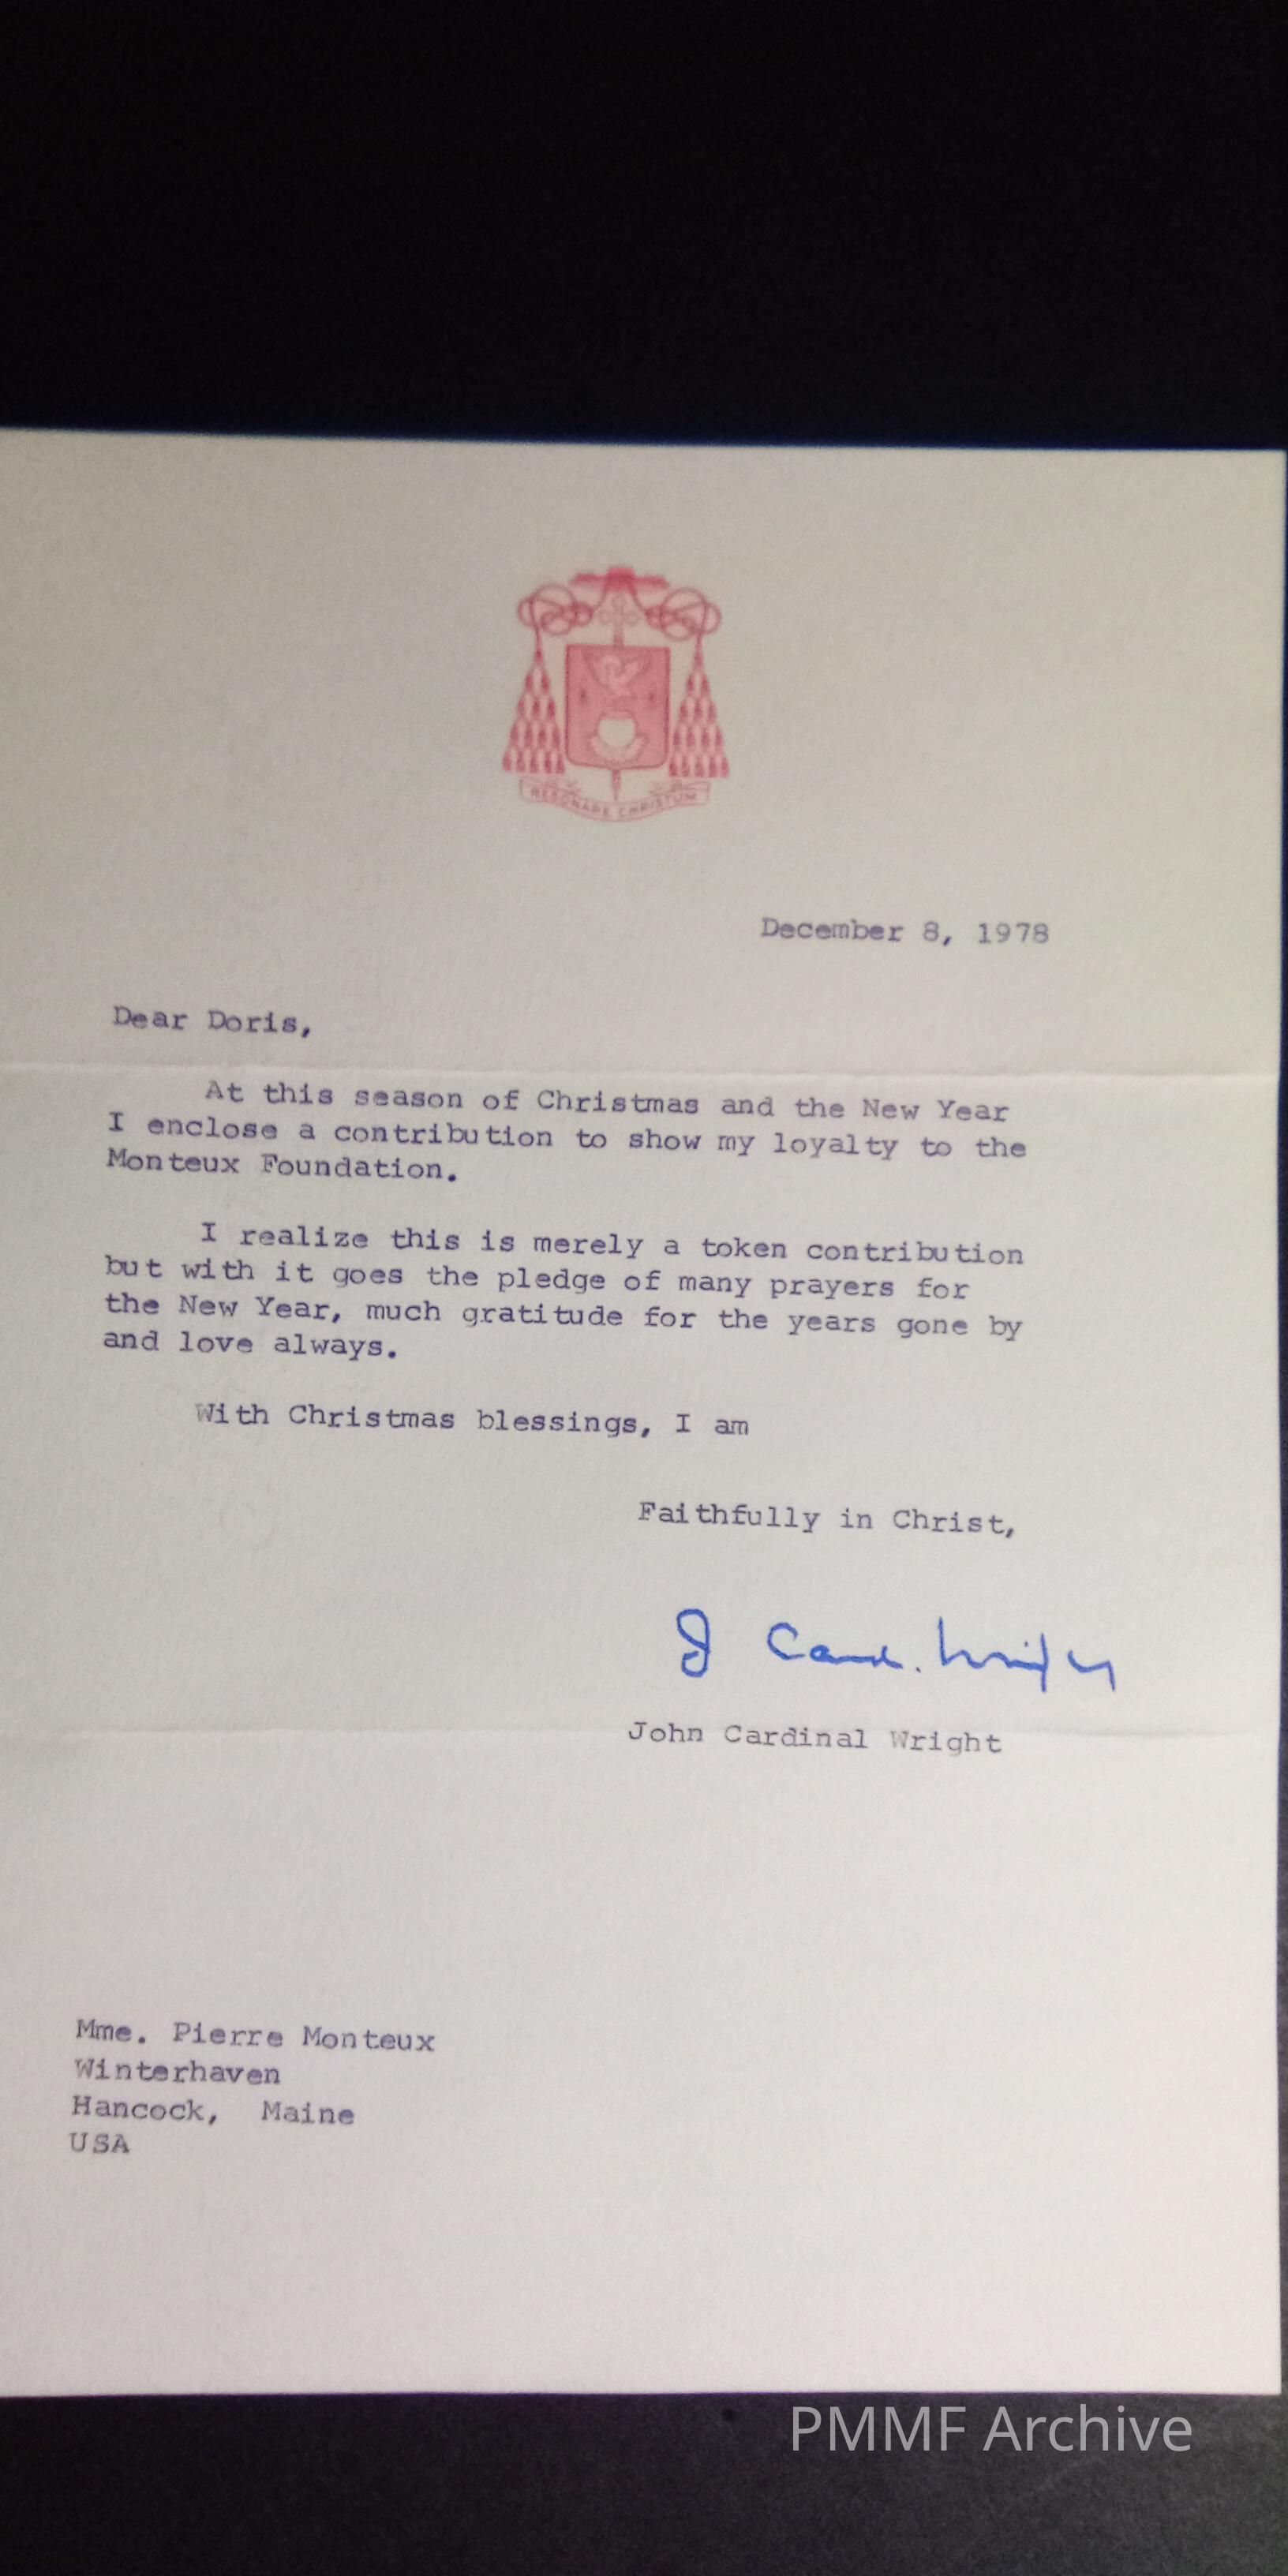 RESONARE CHRISTUM
December 8, 1978
Dear Doris,
At this season of Christmas and the New Year
I enclose a contribution to show my loyalty to the
Monteux Foundation.
I realize this is merely a token contribution
but with it goes the pledge of many prayers for
the New Year, much gratitude for the years gone by
and love always.
With Christmas blessings, I am
Faithfully in Christ,
J Card. Wright
John Cardinal Wright
Mme. Pierre Monteux
Winterhaven
Hancock, Maine
USA
PMMF Archive